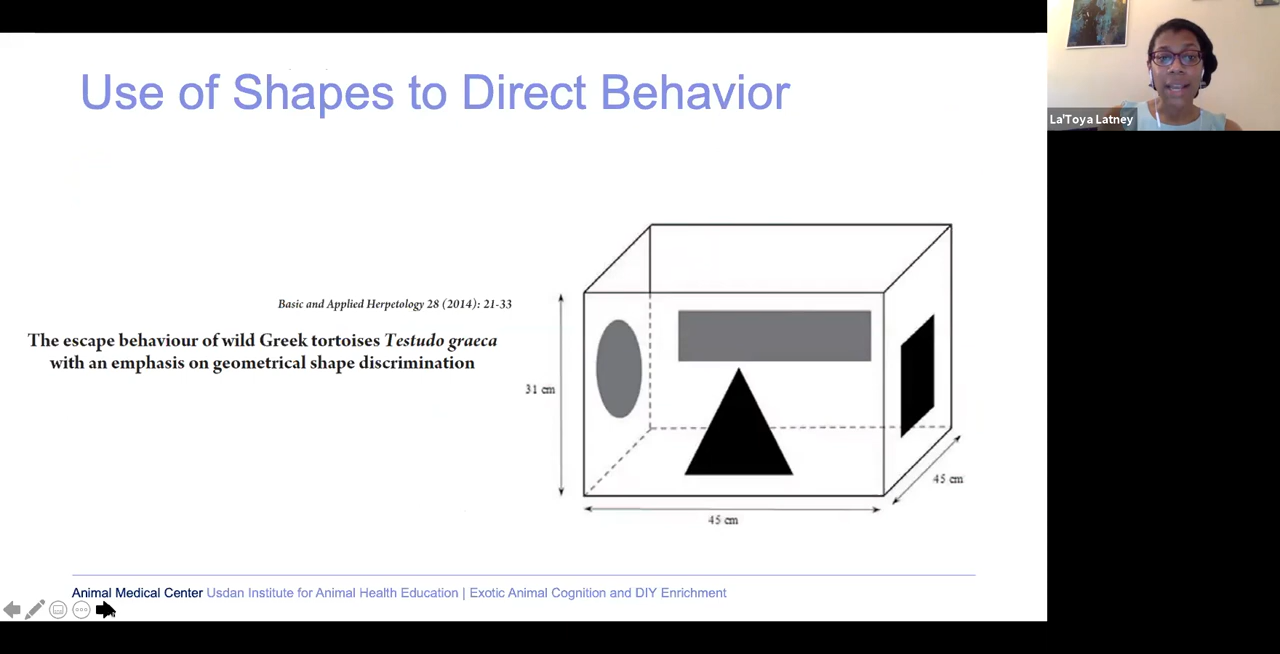 Use of Shapes to Direct Behavior
La'Toya Latney
Basic and Applied Herpetology 28 (2014): 21-33
The escape behaviour of wild Greek tortoises Testudo graeca
with an emphasis on geometrical shape discrimination
31 cm
45 cm
45 cm
Animal Medical Center Usdan Institute for Animal Health Education | Exotic Animal Cognition and DIY Enrichment